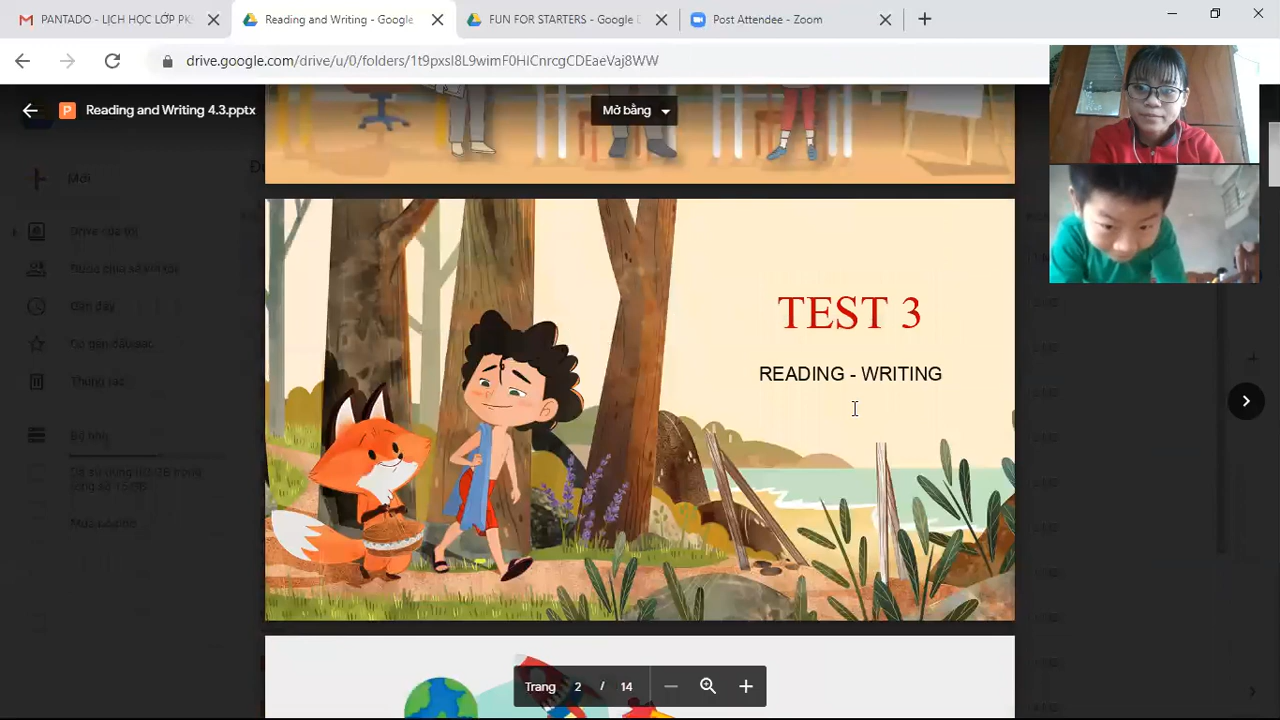 PANTADO - LỊCH HỌC LỚP PK
Reading and Writing - Google
FUN FOR STARTERS - Google
Post Attendee - Zoom
drive.google.com/drive/u/0/folders/1t9pxsI8L9wimF0HiCnrcgCDEaeVaj8WW
Reading and Writing 4.3.pptx
Mở bằng
Mới
TEST 3
READING - WRITING
Trang 2 / 14